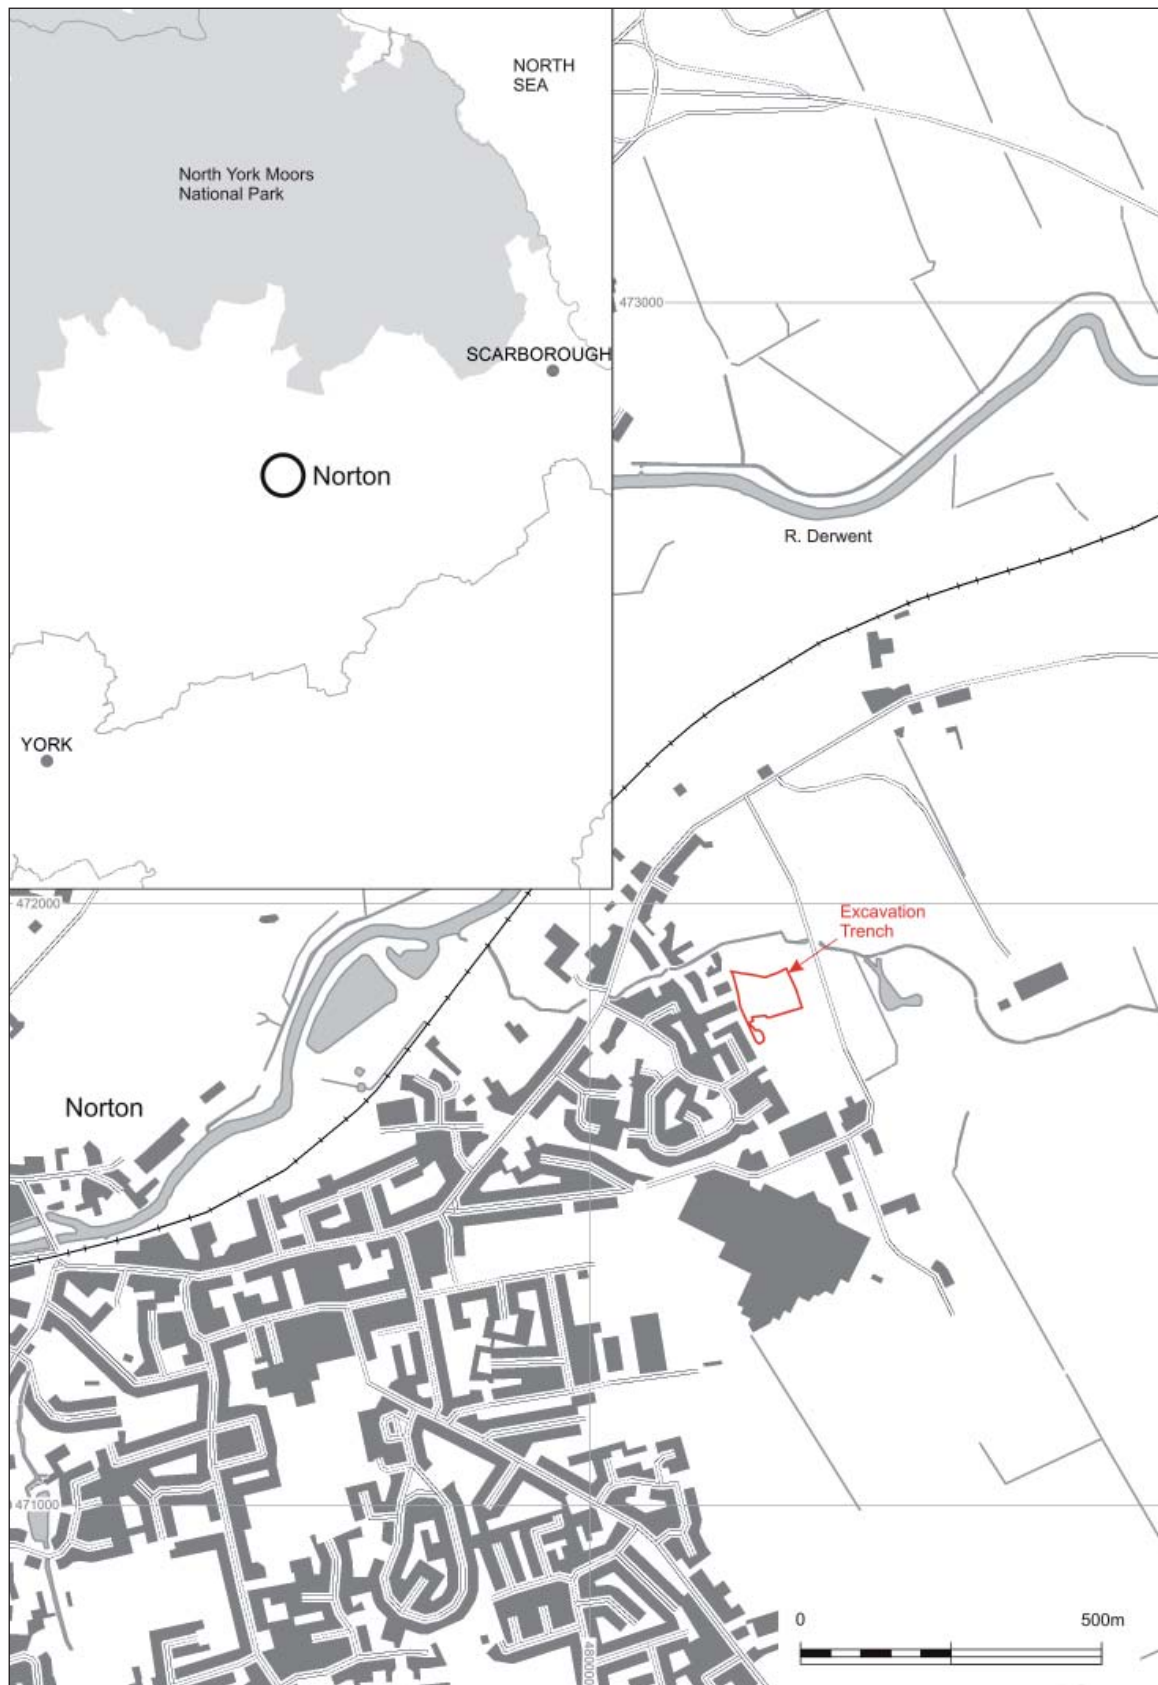 NORTH
SEA
North York Moors
National Park
473000
SCARBOROUGH
Norton
R. Derwent
YORK
472000
Excavation
Trench
Norton
471000
480000
0
500m